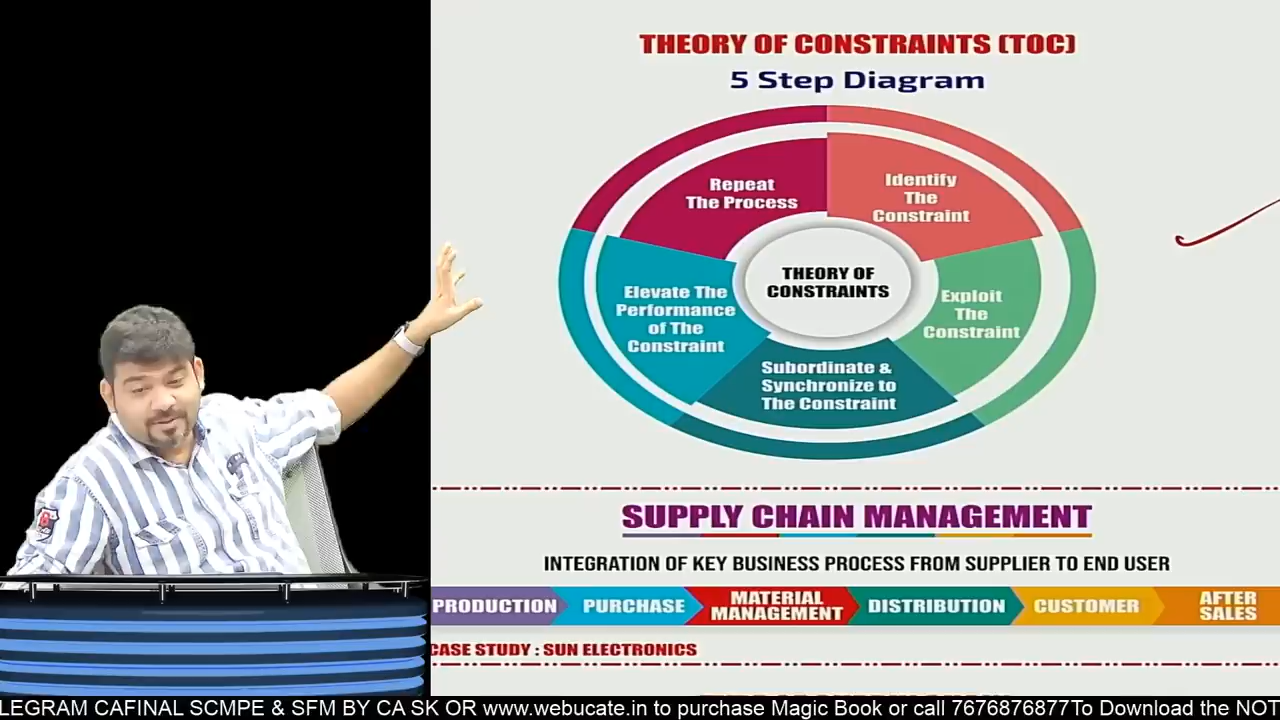 THEORY OF CONSTRAINTS (TOC)
5 Step Diagram
Repeat
The Process
Identify
The
Constraint
THEORY OF
CONSTRAINTS
Elevate The
Performance
of The
Constraint
Exploit
The
Constraint
Subordinate &
Synchronize to
The Constraint
SUPPLY CHAIN MANAGEMENT
INTEGRATION OF KEY BUSINESS PROCESS FROM SUPPLIER TO END USER
PRODUCTION
PURCHASE
MATERIAL
MANAGEMENT
DISTRIBUTION
CUSTOMER
AFTER
SALES
CASE STUDY : SUN ELECTRONICS
LEGRAM CAFINAL SCMPE & SFM BY CA SK OR www.webucate.in to purchase Magic Book or call 7676876877To Download the NOT